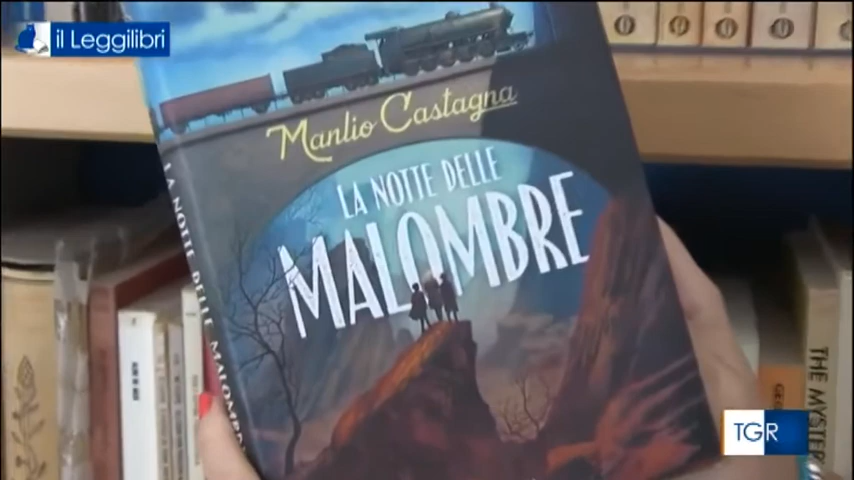 il Leggilibri
Manlio Castagna
LA NOTTE DELLE
MALOMBRE
LA NOTTE DELLE MALOMBRE
THE MYSTER
TGR